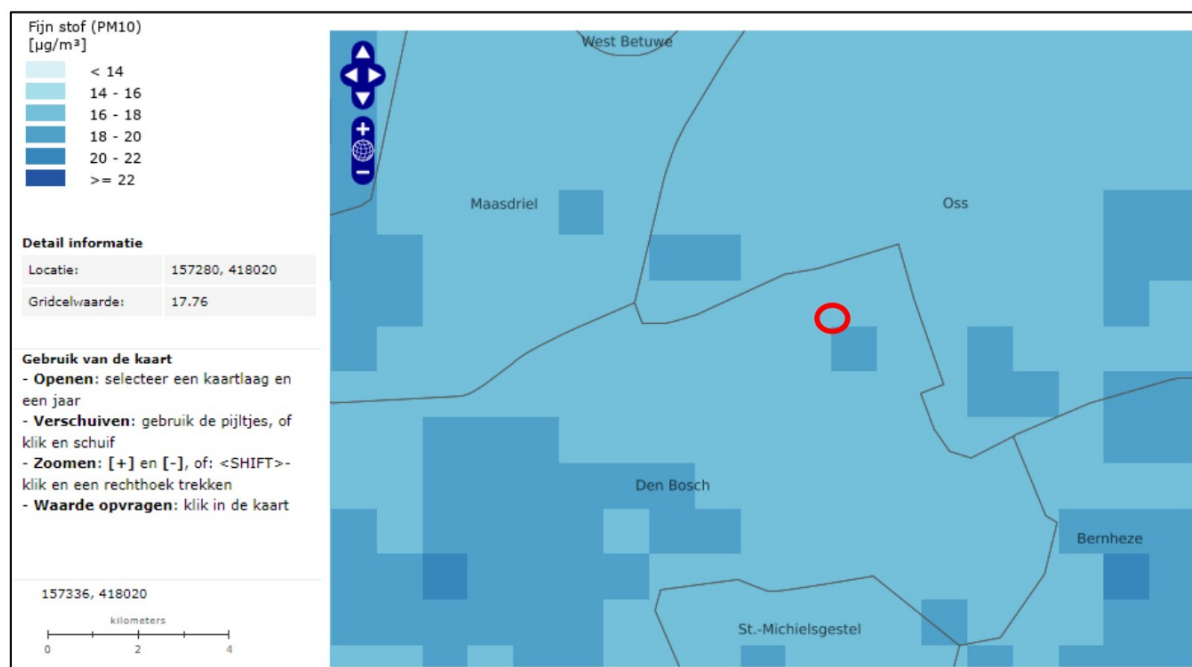 Fijn stof (PM10)
[µg/m³]
< 14
14 - 16
16 - 18
18 - 20
20 - 22
>= 22
Detail informatie
Locatie: 157280, 418020
Gridcelwaarde: 17.76
Gebruik van de kaart
- Openen: selecteer een kaartlaag en
een jaar
- Verschuiven: gebruik de pijltjes, of
klik en schuif
- Zoomen: [+] en [-], of: <SHIFT>-
klik en een rechthoek trekken
- Waarde opvragen: klik in de kaart
157336, 418020
kilometers
0 2 4
West Betuwe
Maasdriel
Oss
Den Bosch
Bernheze
St.-Michielsgestel